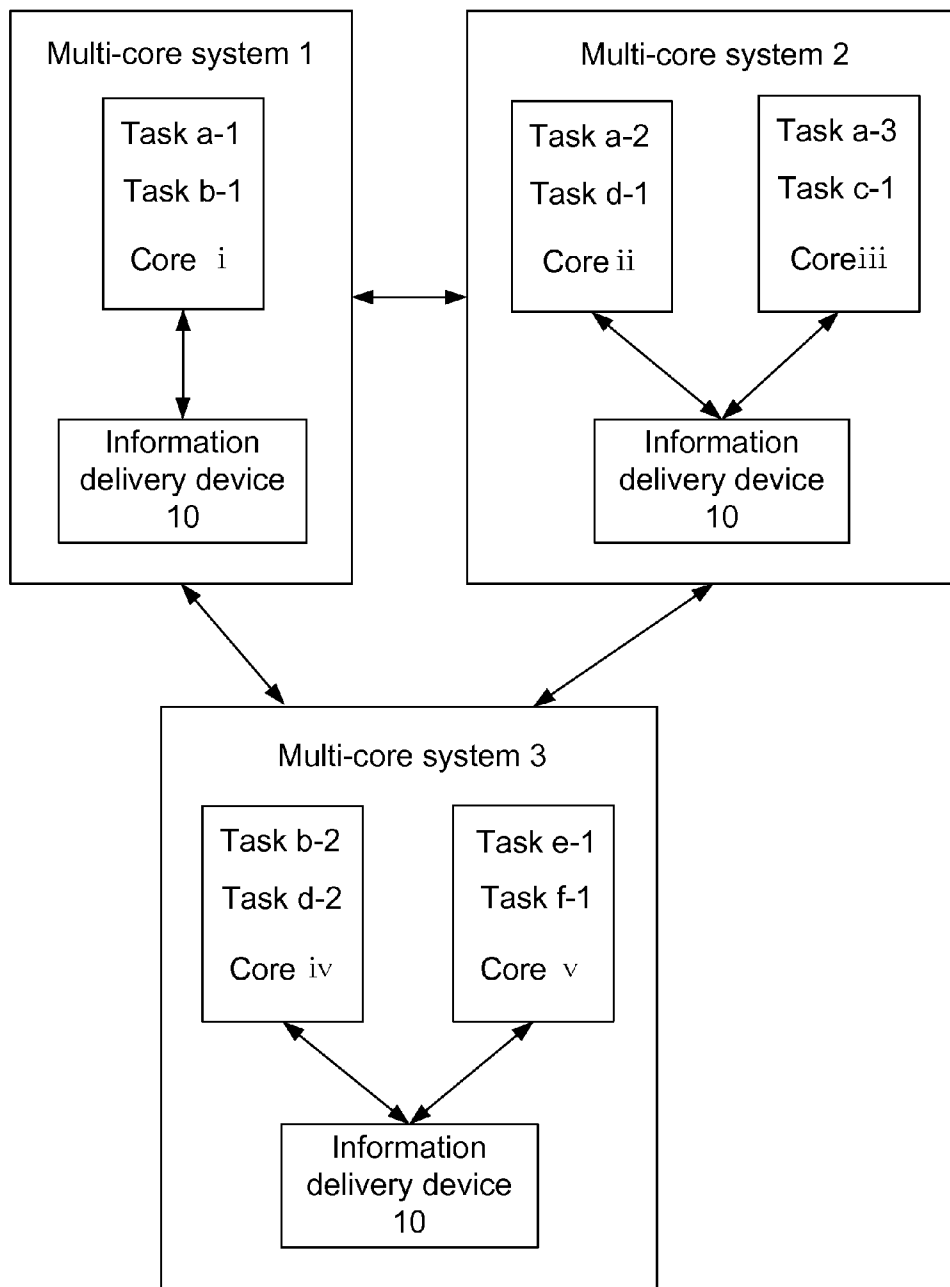 Multi-core system 1
Task a-1
Task b-1
Core i
Information
delivery device
10
Multi-core system 2
Task a-2
Task d-1
Core ii
Task a-3
Task c-1
Coreiii
Information
delivery device
10
Multi-core system 3
Task b-2
Task d-2
Core iv
Task e-1
Task f-1
Core v
Information
delivery device
10